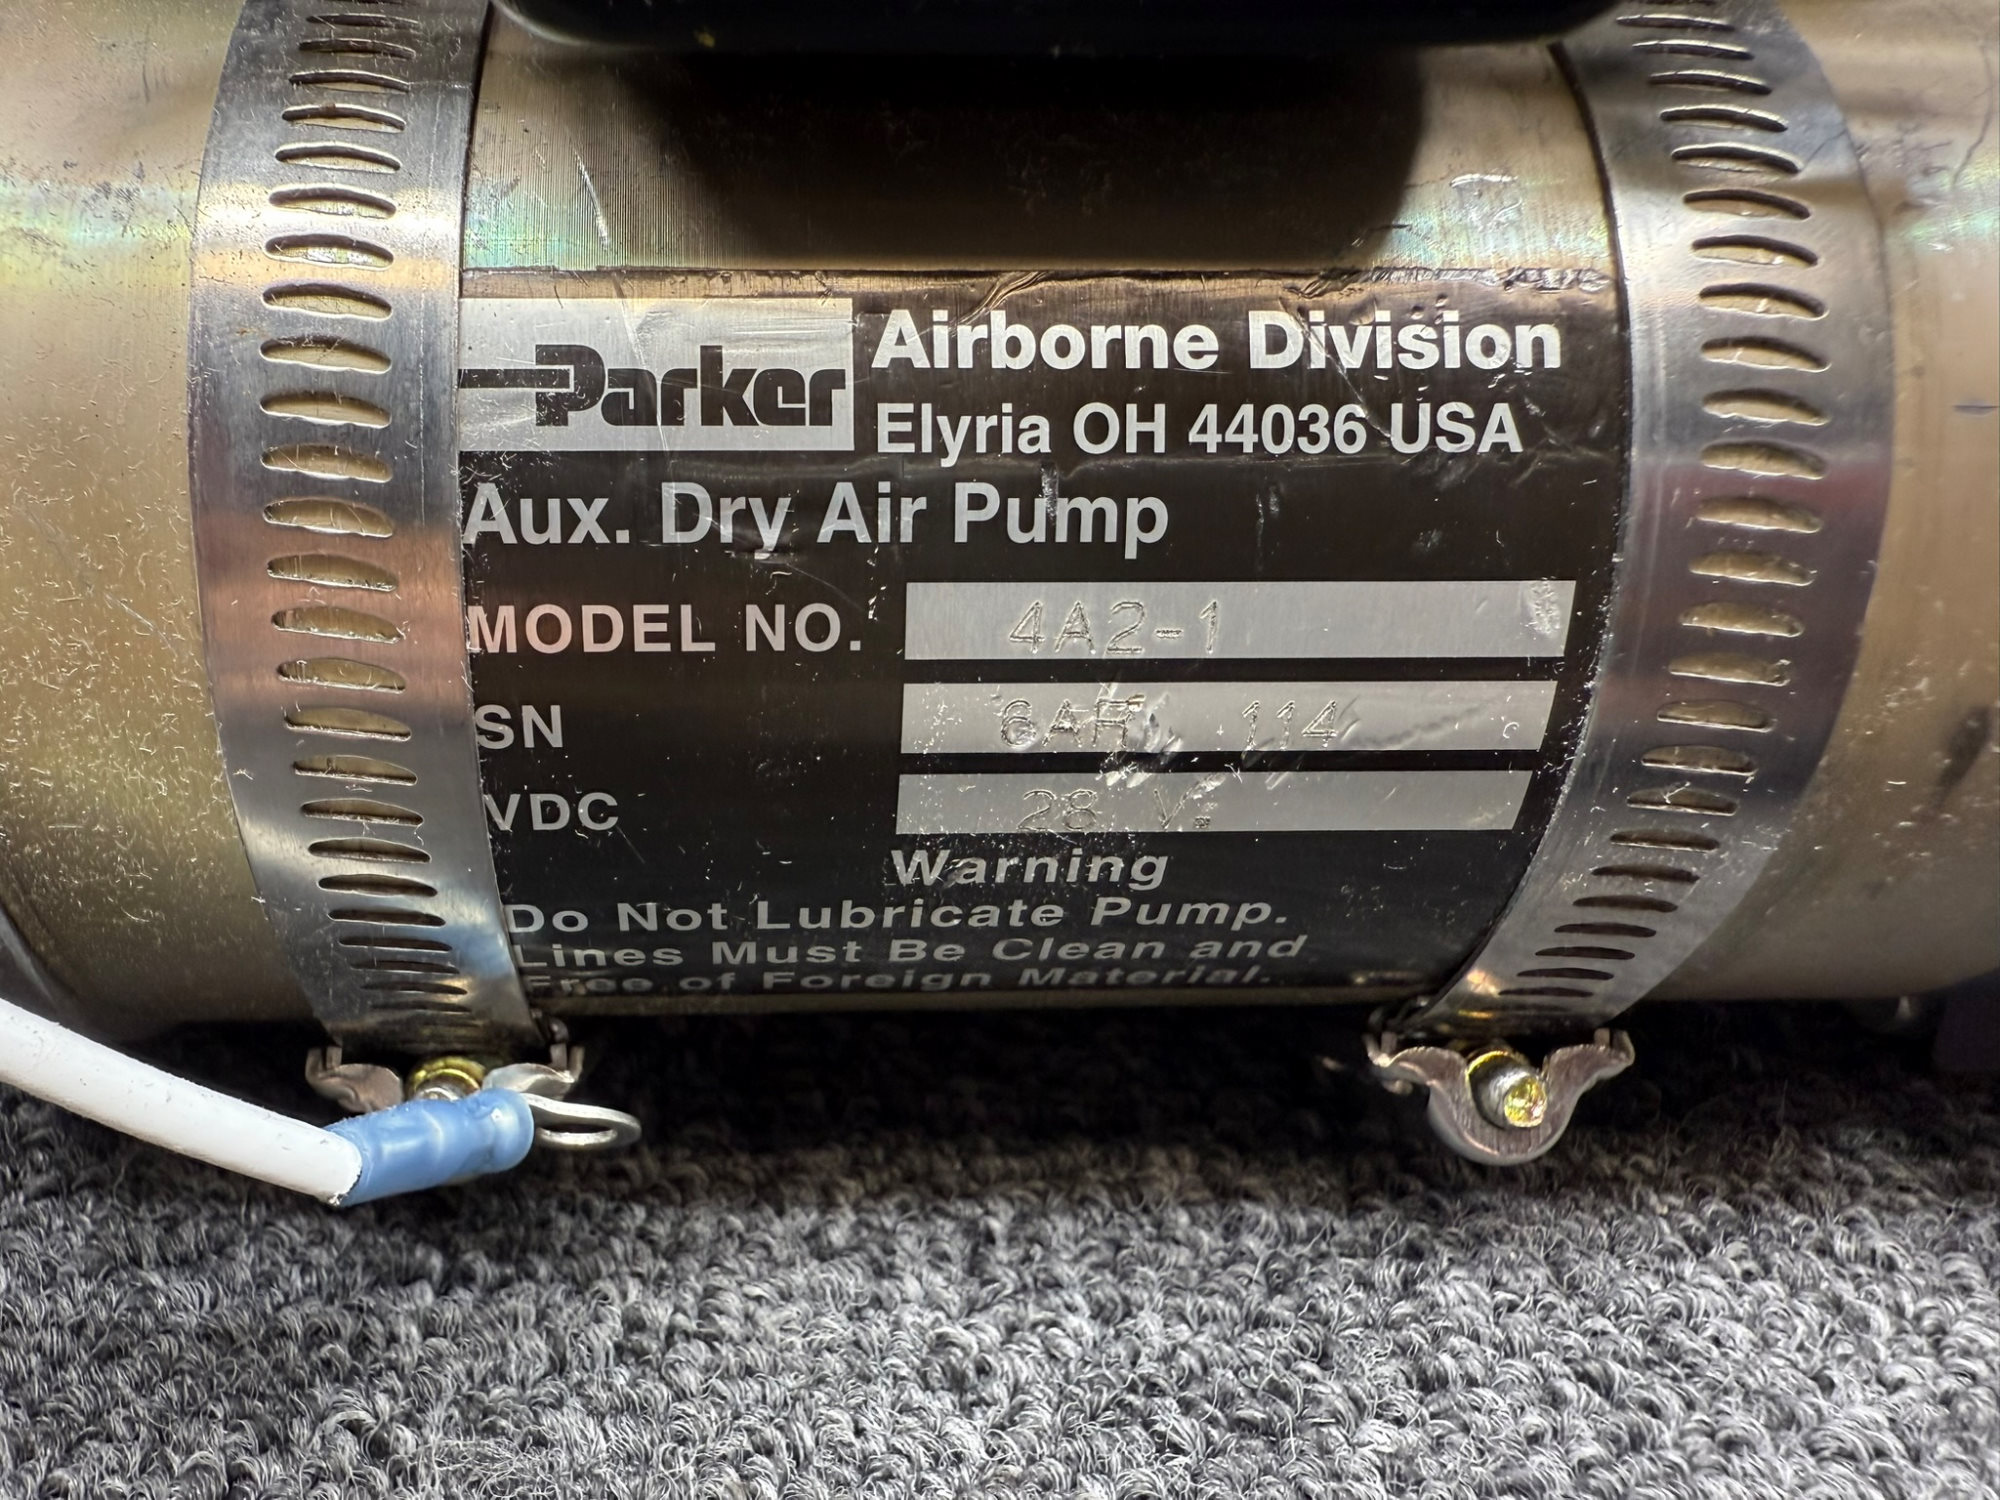 Parker
Airborne Division
Elyria OH 44036 USA
Aux. Dry Air Pump
MODEL NO. 4A2-1
SN 114
VDC 28 V.
Warning
Do Not Lubricate Pump.
Lines Must Be Clean and
Free of Foreign Material.